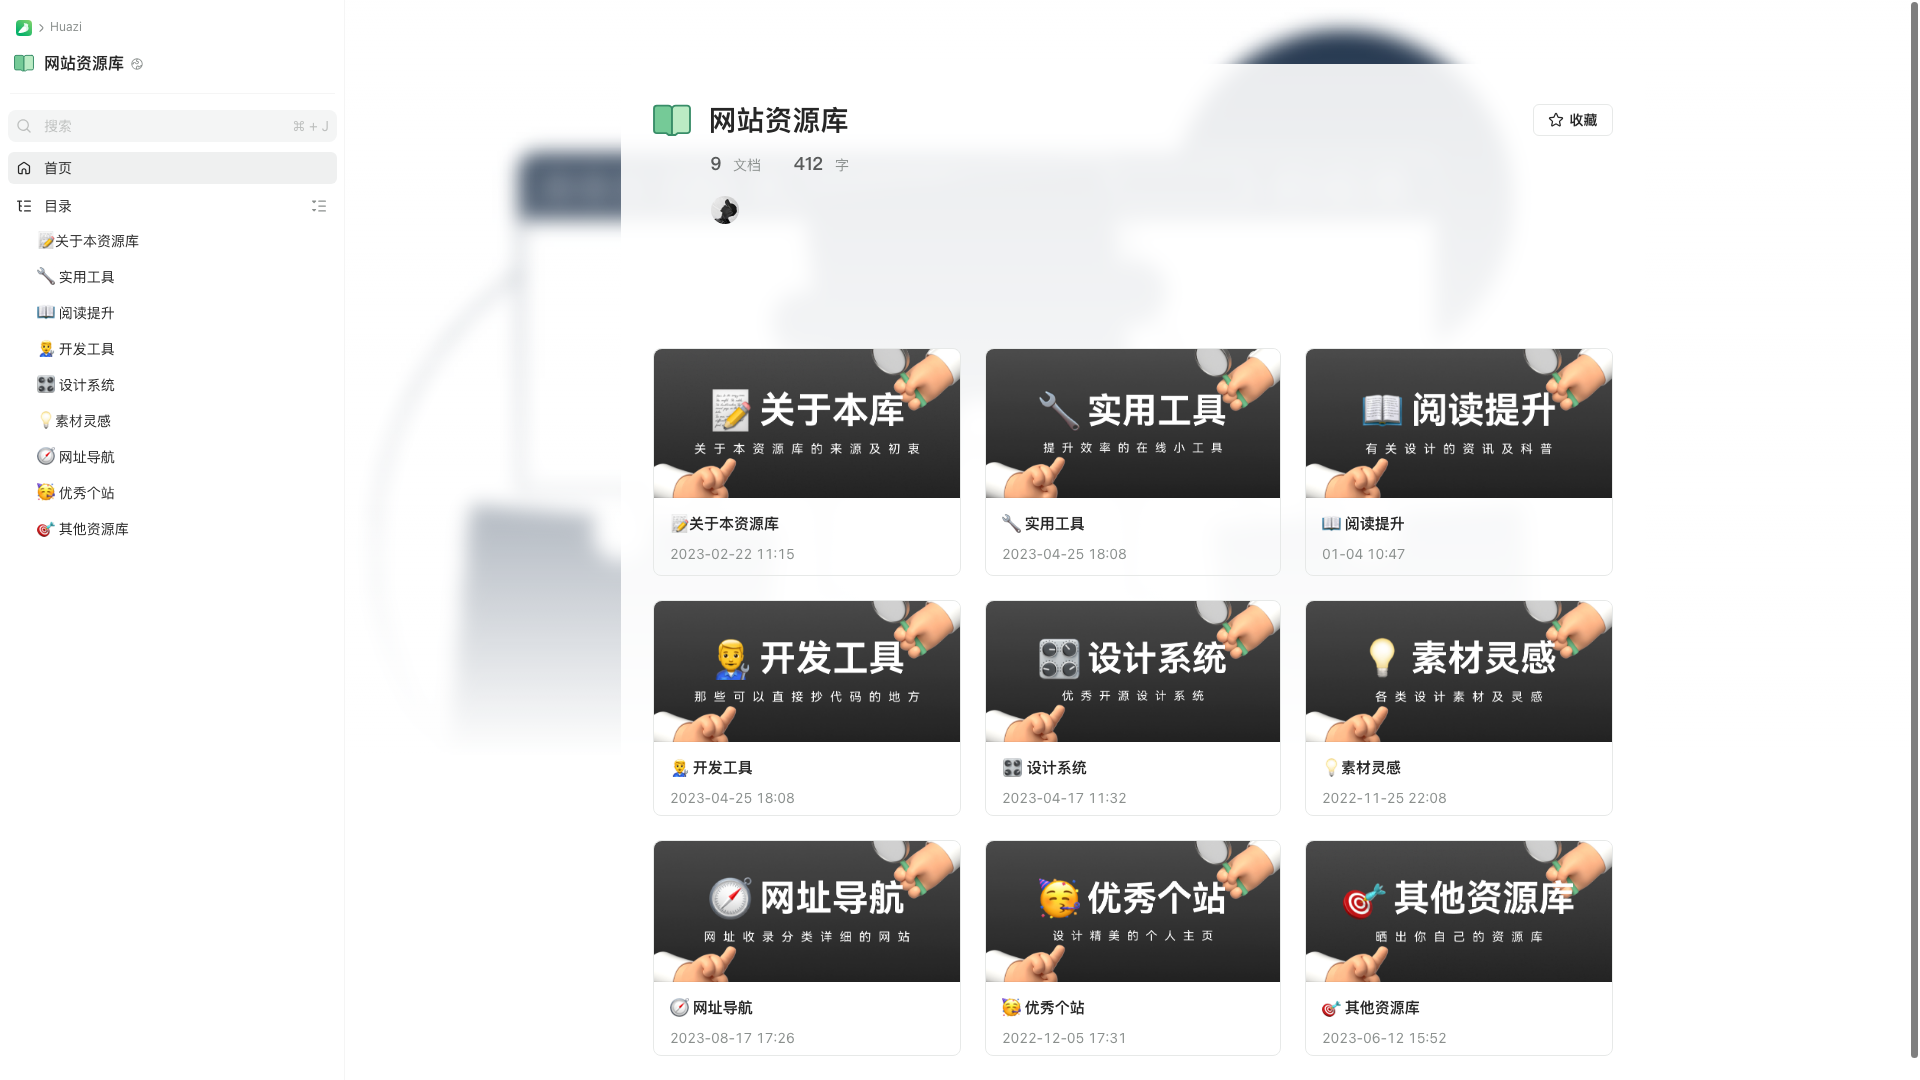 Huazi
网站资源库
搜索
⌘ + J
首页
目录
关于本资源库
实用工具
阅读提升
开发工具
设计系统
素材灵感
网址导航
优秀个站
其他资源库
网站资源库
收藏
9 文档 412 字
关于本库
关于本资源库的来源及初衷
关于本资源库
2023-02-22 11:15
实用工具
提升效率的在线小工具
实用工具
2023-04-25 18:08
阅读提升
有关设计的资讯及科普
阅读提升
01-04 10:47
开发工具
那些可以直接抄代码的地方
开发工具
2023-04-25 18:08
设计系统
优秀开源设计系统
设计系统
2023-04-17 11:32
素材灵感
各类设计素材及灵感
素材灵感
2022-11-25 22:08
网址导航
网址收录分类详细的网站
网址导航
2023-08-17 17:26
优秀个站
设计精美的个人主页
优秀个站
2022-12-05 17:31
其他资源库
晒出你自己的资源库
其他资源库
2023-06-12 15:52